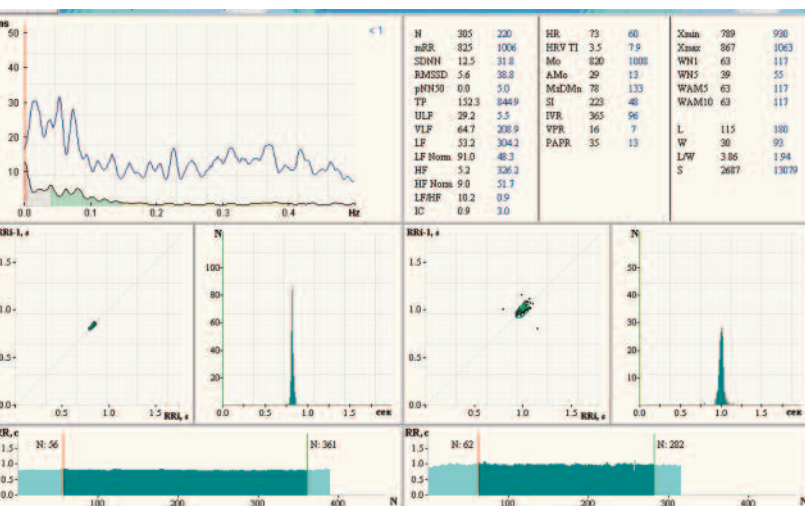 ms
50
40
30
20
10
0.0 0.1 0.2 0.3 0.4 Hz
< 1
N 305 220
mRR 825 1006
SDNN 12.5 31.8
RMSSD 5.6 38.8
pNN50 0.0 5.0
TP 152.3 844.9
ULF 29.2 5.5
VLF 64.7 208.9
LF 53.2 304.2
LF Norm 91.0 48.3
HF 5.2 326.2
HF Norm 9.0 51.7
LF/HF 10.2 0.9
IC 0.9 3.0
HR 73 60
HRV TI 3.5 7.9
Mo 820 1008
AMo 29 13
MxDMn 78 133
SI 223 48
IVR 365 96
VPR 16 7
PAPR 35 13
Xmin 789 930
Xmax 867 1063
WN1 63 117
WN5 39 55
WAM5 63 117
WAM10 63 117
L 115 180
W 30 93
L/W 3.86 1.94
S 2687 13079
RRi-1, s
1.5
1.0
0.5
0.0
0.5 1.0 1.5
RRi, s
N
100
80
60
40
20
0.0 0.5 1.0 1.5 сек
RRi-1, s
1.5
1.0
0.5
0.0
0.5 1.0 1.5
RRi, s
N
50
40
30
20
10
0.0 0.5 1.0 1.5 сек
RR, с
N: 56 N: 361
1.5
1.0
0.5
0.0
100 200 300 400 N
RR, с
N: 62 N: 282
1.5
1.0
0.5
0.0
100 200 300 400 N